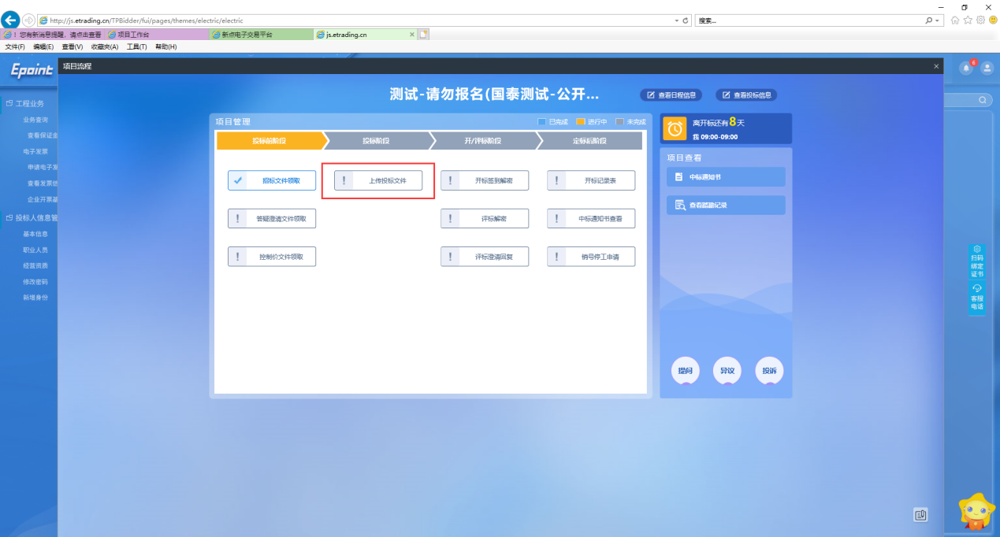 http://js.etrading.cn/TPBidder/fui/pages/themes/electric/electric
搜索...
！您有新消息提醒，请点击查看
项目工作台
新点电子交易平台
js.etrading.cn
文件(F) 编辑(E) 查看(V) 收藏夹(A) 工具(T) 帮助(H)
Epoint
项目流程
6
工程业务
业务查询
查看保证金
电子发票
申请电子发
查看发票信
企业开票基
投标人信息管
基本信息
职业人员
经营资质
修改密码
新增身份
测试-请勿报名(国泰测试-公开...
查看日程信息
查看投标信息
项目管理
已完成 进行中 未完成
投标前阶段
投标阶段
开/评标阶段
定标后阶段
招标文件领取
上传投标文件
开标签到解密
开标记录表
答疑澄清文件领取
评标解密
中标通知书查看
控制价文件领取
评标澄清回复
销号停工申请
离开标还有8天
09:00-09:00
项目查看
中标通知书
查看踏勘记录
提问
异议
投诉
扫码
绑定
证书
客服
电话